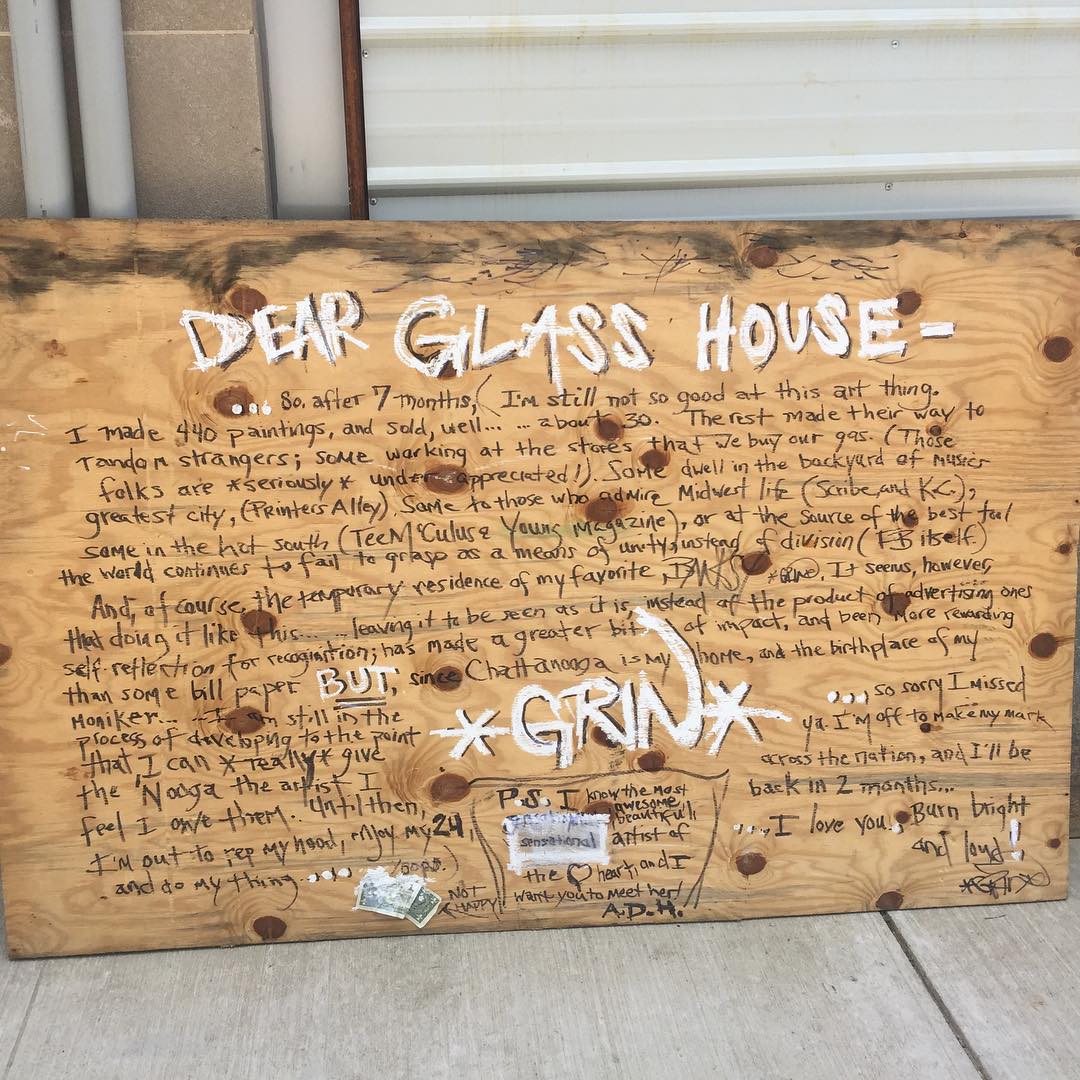 DEAR GLASS HOUSE -
... So, after 7 months, I'm still not so good at this art thing.
I made 440 paintings, and sold, well... ... about 30. The rest made their way to
random strangers; some working at the stores that we buy our gas. (Those
folks are *seriously* under appreciated!). Some dwell in the backyard of musics
greatest city, (Printers Alley). Some to those who admire Midwest life (Scribe, and KC),
some in the hot south (Tee McCulus & Young Magazine), or at the source of the best fuel
the world continues to fail to grasp as a means of unity, instead of division (FB itself)
And, of course, the temporary residence of my favorite, *GRIN*. It seems, however,
that doing it like this... ... leaving it to be seen as it is, instead of the product of advertising ones
self-reflection for recognition; has made a greater bit of impact, and been more rewarding
than some bill paper BUT, since Chattanooga is my home, and the birthplace of my
moniker... ... I am still in the
process of developing to the point
that I can *really* give
the 'Nooga the artist I
feel I owe them. Until then,
I'm out to rep my hood, enjoy my 24,
and do my thing...... oops.)
*GRIN*
NOT
HAPPY!
P.S. I know the most
awesome
beautiful
sensational artist of
the heart, and I
want you to meet her!
A.D.H.
... so sorry I missed
ya. I'm off to make my mark
across the nation, and I'll be
back in 2 months...
... I love you. Burn bright
and loud!
*GRIN*